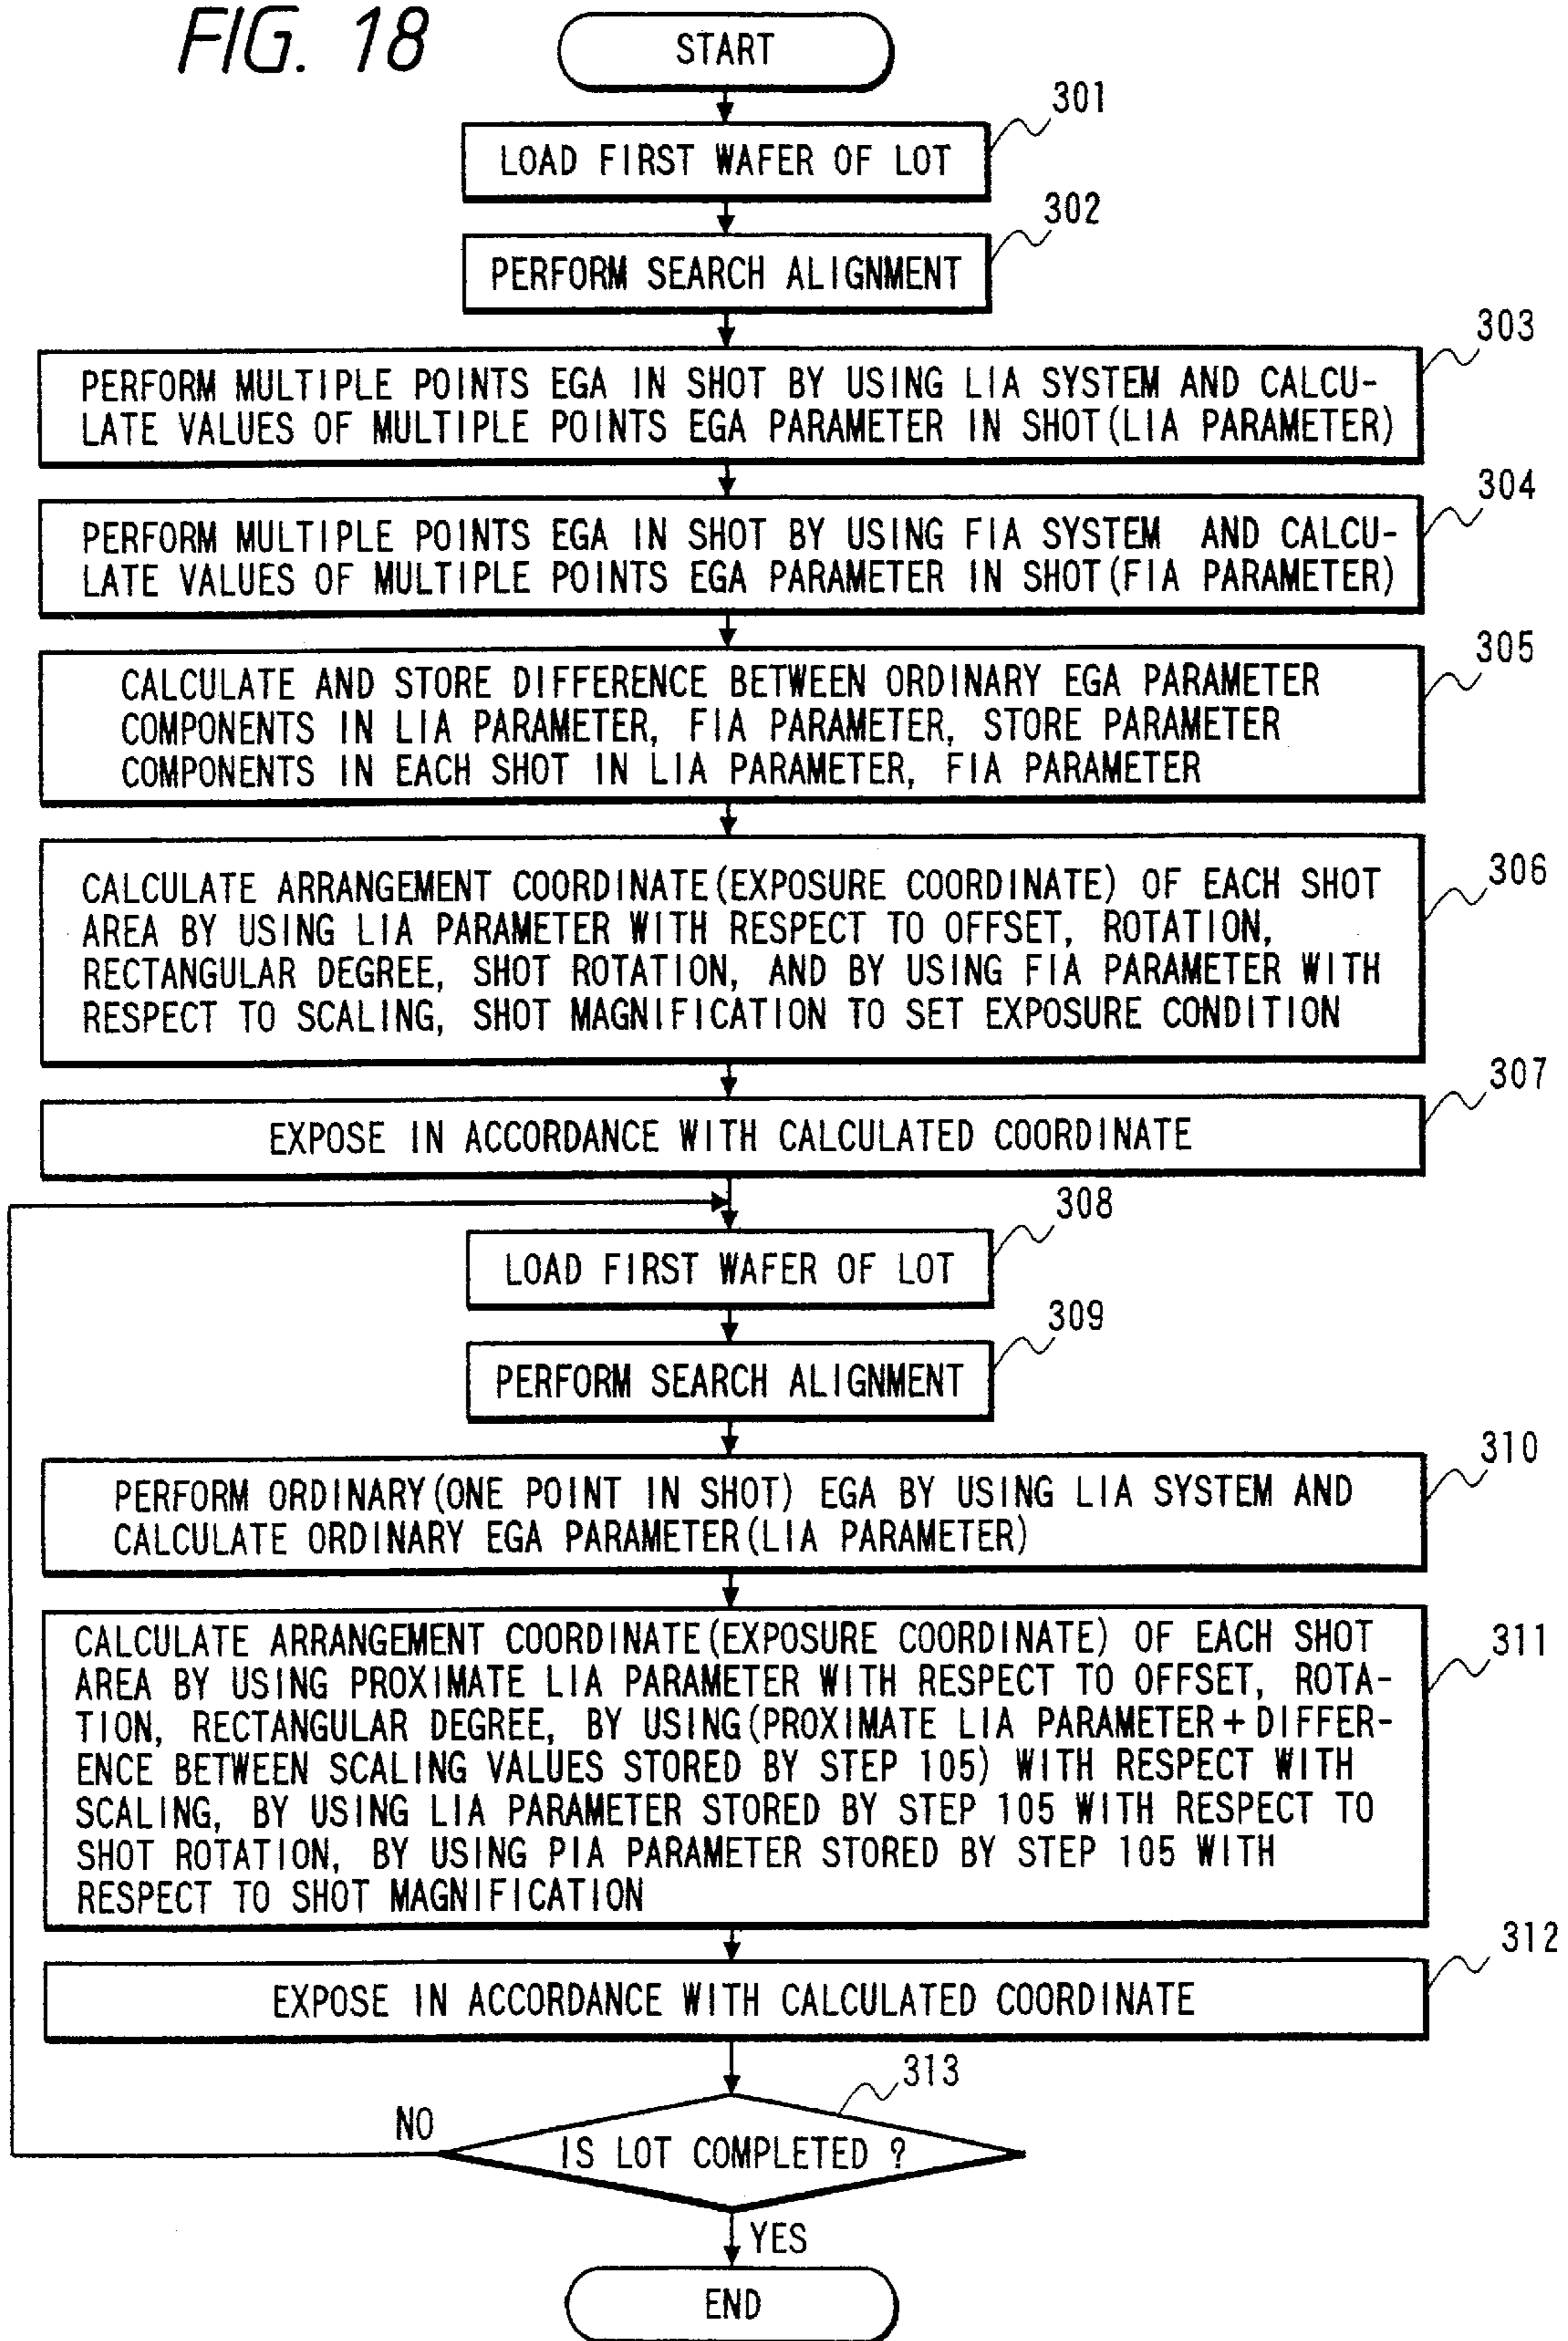 FIG. 18
START
301
LOAD FIRST WAFER OF LOT
302
PERFORM SEARCH ALIGNMENT
303
PERFORM MULTIPLE POINTS EGA IN SHOT BY USING LIA SYSTEM AND CALCU-
LATE VALUES OF MULTIPLE POINTS EGA PARAMETER IN SHOT(LIA PARAMETER)
304
PERFORM MULTIPLE POINTS EGA IN SHOT BY USING FIA SYSTEM AND CALCU-
LATE VALUES OF MULTIPLE POINTS EGA PARAMETER IN SHOT(FIA PARAMETER)
305
CALCULATE AND STORE DIFFERENCE BETWEEN ORDINARY EGA PARAMETER
COMPONENTS IN LIA PARAMETER, FIA PARAMETER, STORE PARAMETER
COMPONENTS IN EACH SHOT IN LIA PARAMETER, FIA PARAMETER
306
CALCULATE ARRANGEMENT COORDINATE(EXPOSURE COORDINATE) OF EACH SHOT
AREA BY USING LIA PARAMETER WITH RESPECT TO OFFSET, ROTATION,
RECTANGULAR DEGREE, SHOT ROTATION, AND BY USING FIA PARAMETER WITH
RESPECT TO SCALING, SHOT MAGNIFICATION TO SET EXPOSURE CONDITION
307
EXPOSE IN ACCORDANCE WITH CALCULATED COORDINATE
308
LOAD FIRST WAFER OF LOT
309
PERFORM SEARCH ALIGNMENT
310
PERFORM ORDINARY(ONE POINT IN SHOT) EGA BY USING LIA SYSTEM AND
CALCULATE ORDINARY EGA PARAMETER(LIA PARAMETER)
311
CALCULATE ARRANGEMENT COORDINATE(EXPOSURE COORDINATE) OF EACH SHOT
AREA BY USING PROXIMATE LIA PARAMETER WITH RESPECT TO OFFSET, ROTA-
TION, RECTANGULAR DEGREE, BY USING(PROXIMATE LIA PARAMETER+DIFFER-
ENCE BETWEEN SCALING VALUES STORED BY STEP 105) WITH RESPECT WITH
SCALING, BY USING LIA PARAMETER STORED BY STEP 105 WITH RESPECT TO
SHOT ROTATION, BY USING PIA PARAMETER STORED BY STEP 105 WITH
RESPECT TO SHOT MAGNIFICATION
312
EXPOSE IN ACCORDANCE WITH CALCULATED COORDINATE
313
NO
IS LOT COMPLETED ?
YES
END